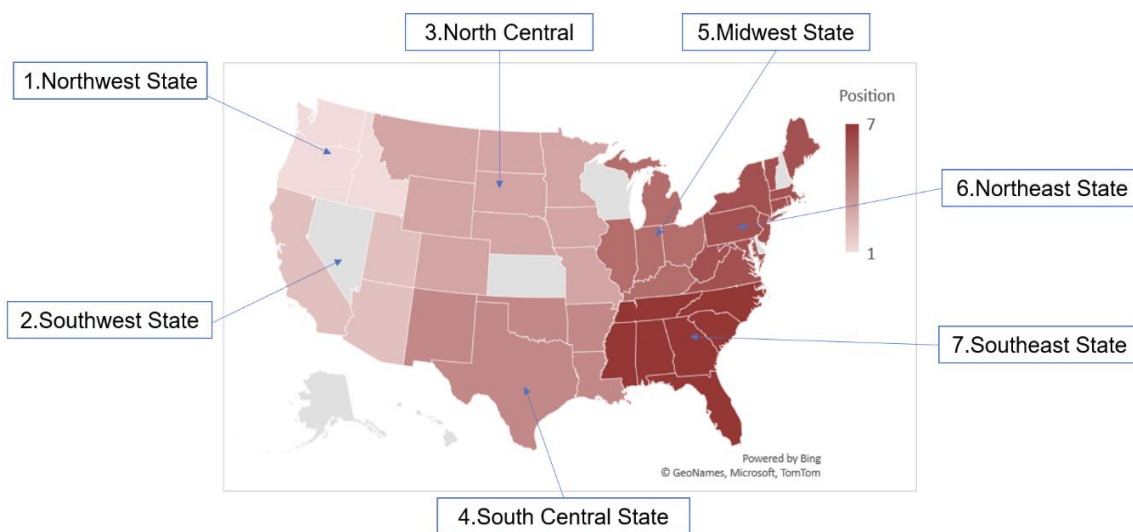 3.North Central
5.Midwest State
1.Northwest State
Position
7
6.Northeast State
1
2.Southwest State
7.Southeast State
Powered by Bing
© GeoNames, Microsoft, TomTom
4.South Central State